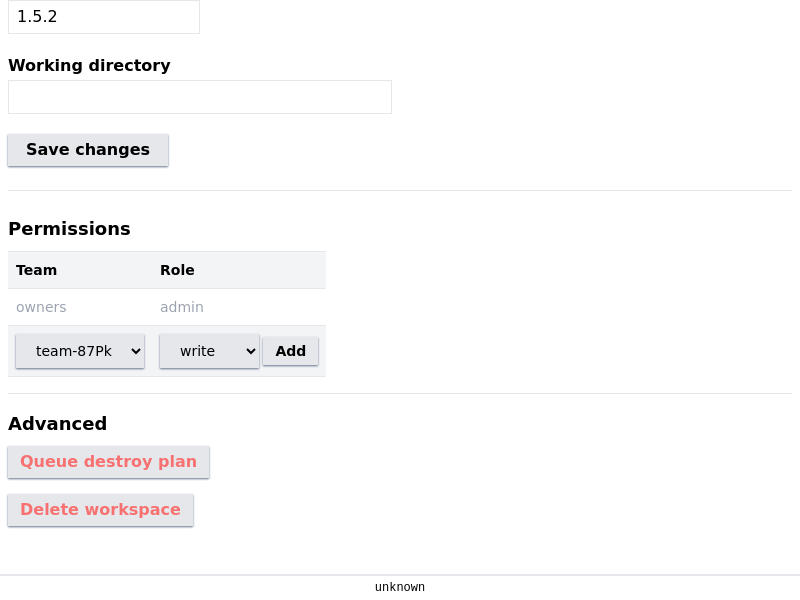 1.5.2
Working directory
Save changes
Permissions
Team Role
owners admin
team-87Pk write Add
Advanced
Queue destroy plan
Delete workspace
unknown